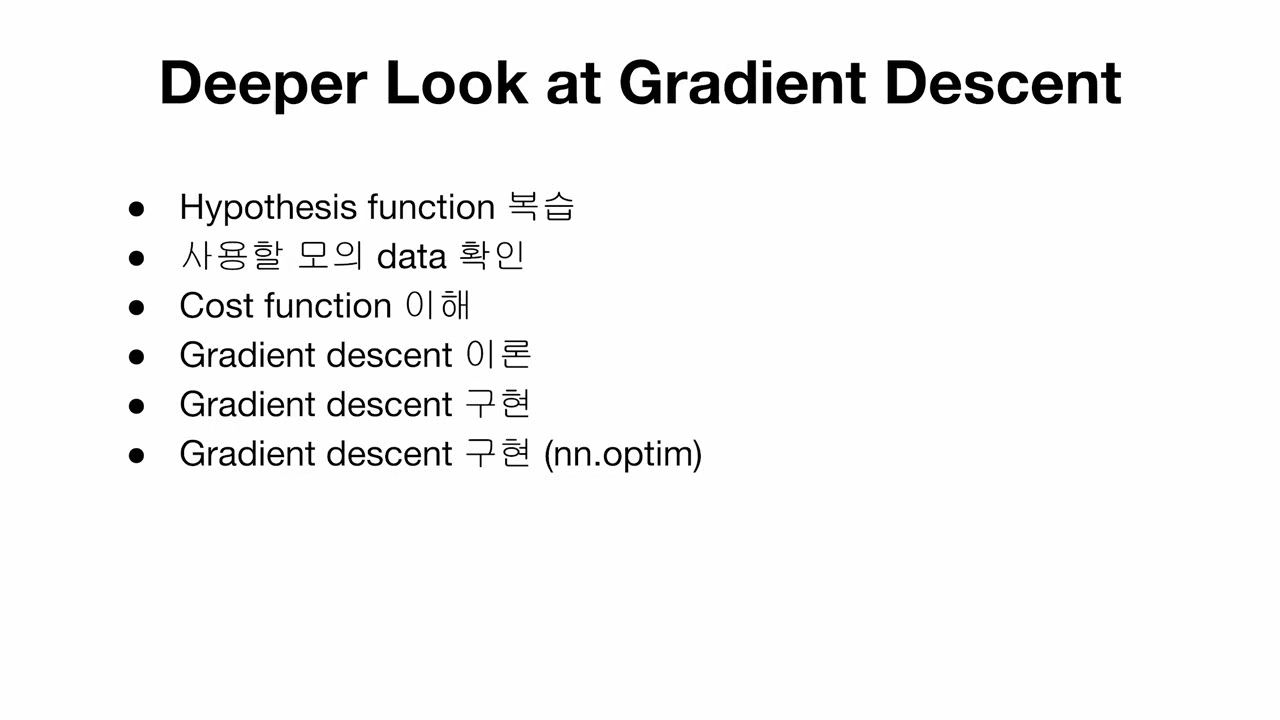 Deeper Look at Gradient Descent
● Hypothesis function 복습
● 사용할 모의 data 확인
● Cost function 이해
● Gradient descent 이론
● Gradient descent 구현
● Gradient descent 구현 (nn.optim)